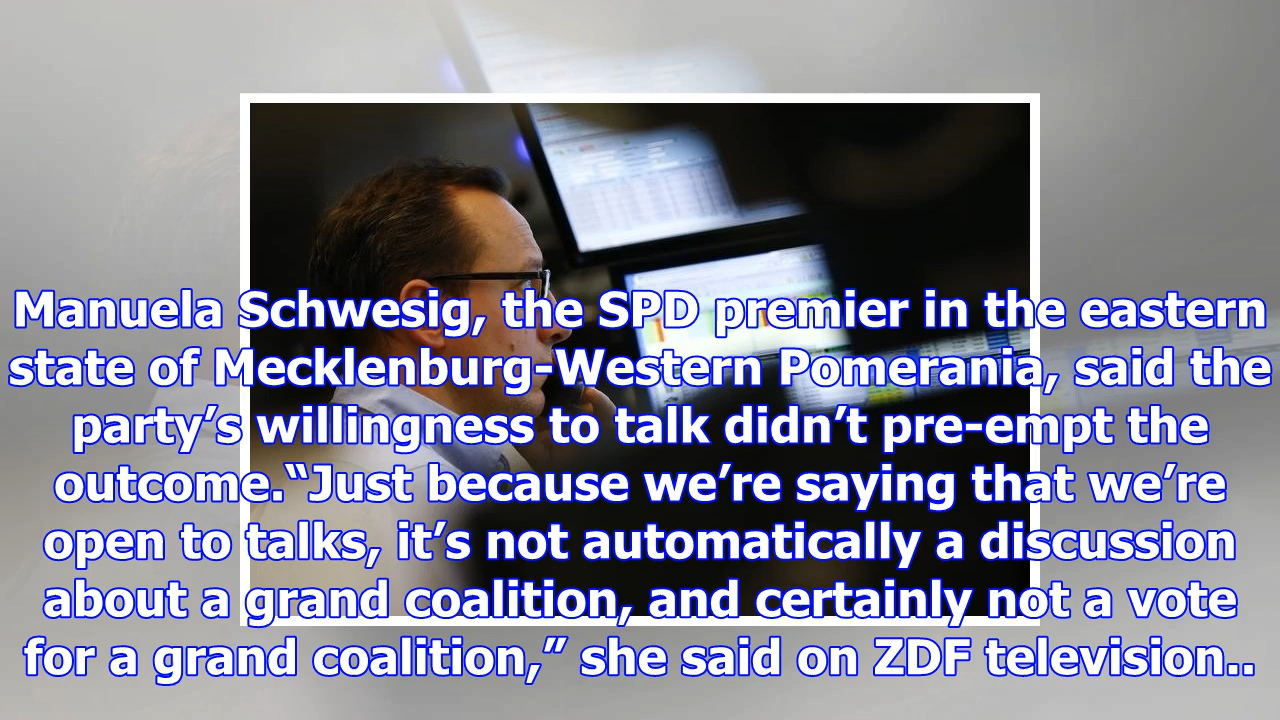 Manuela Schwesig, the SPD premier in the eastern
state of Mecklenburg-Western Pomerania, said the
party’s willingness to talk didn’t pre-empt the
outcome.“Just because we’re saying that we’re
open to talks, it’s not automatically a discussion
about a grand coalition, and certainly not a vote
for a grand coalition,” she said on ZDF television..